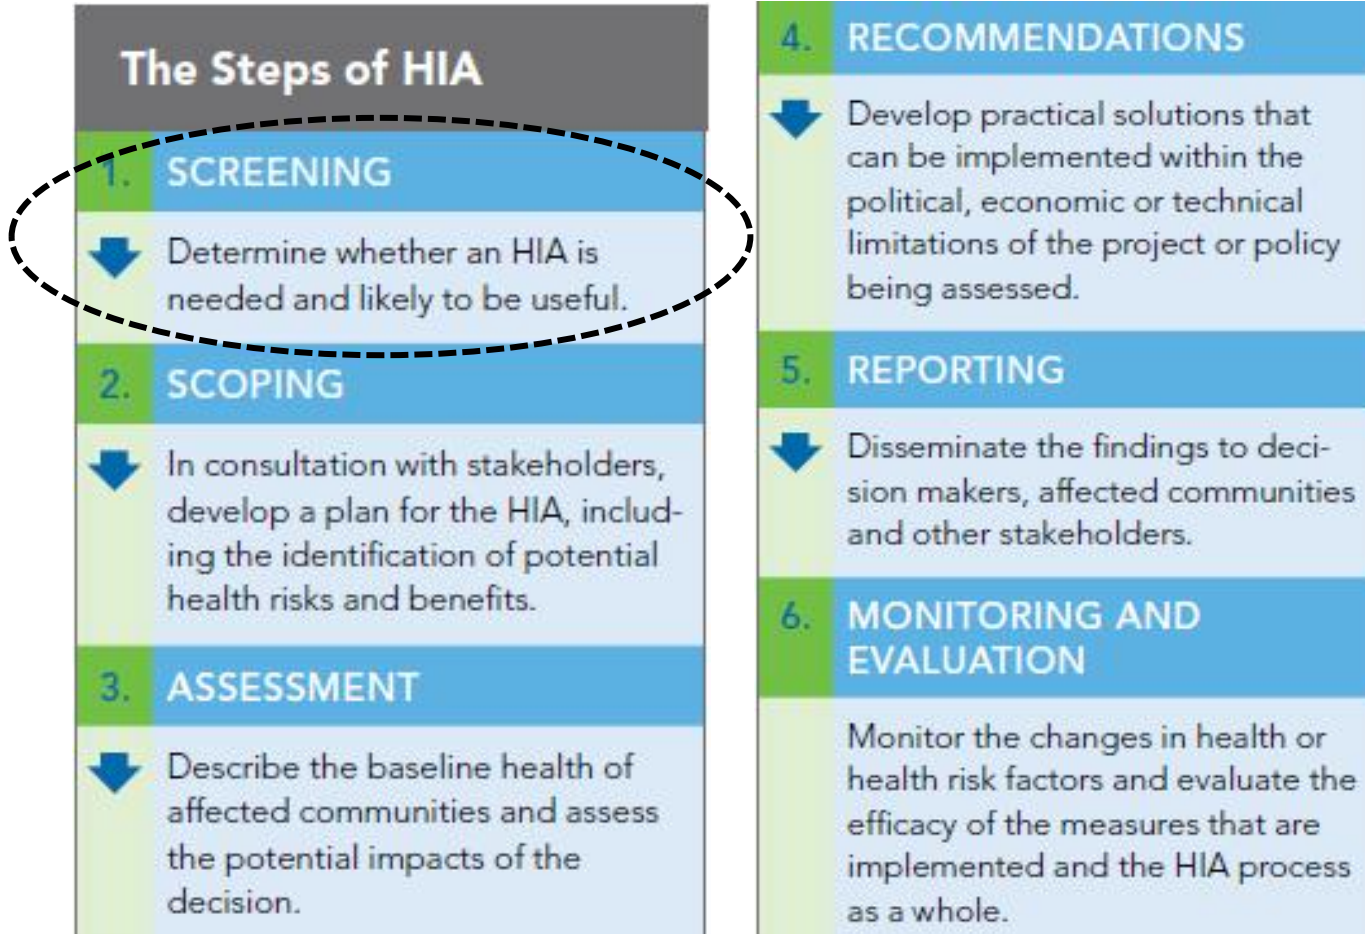 The Steps of HIA
1. SCREENING
Determine whether an HIA is
needed and likely to be useful.
2. SCOPING
In consultation with stakeholders,
develop a plan for the HIA, includ-
ing the identification of potential
health risks and benefits.
3. ASSESSMENT
Describe the baseline health of
affected communities and assess
the potential impacts of the
decision.
4. RECOMMENDATIONS
Develop practical solutions that
can be implemented within the
political, economic or technical
limitations of the project or policy
being assessed.
5. REPORTING
Disseminate the findings to deci-
sion makers, affected communities
and other stakeholders.
6. MONITORING AND
EVALUATION
Monitor the changes in health or
health risk factors and evaluate the
efficacy of the measures that are
implemented and the HIA process
as a whole.